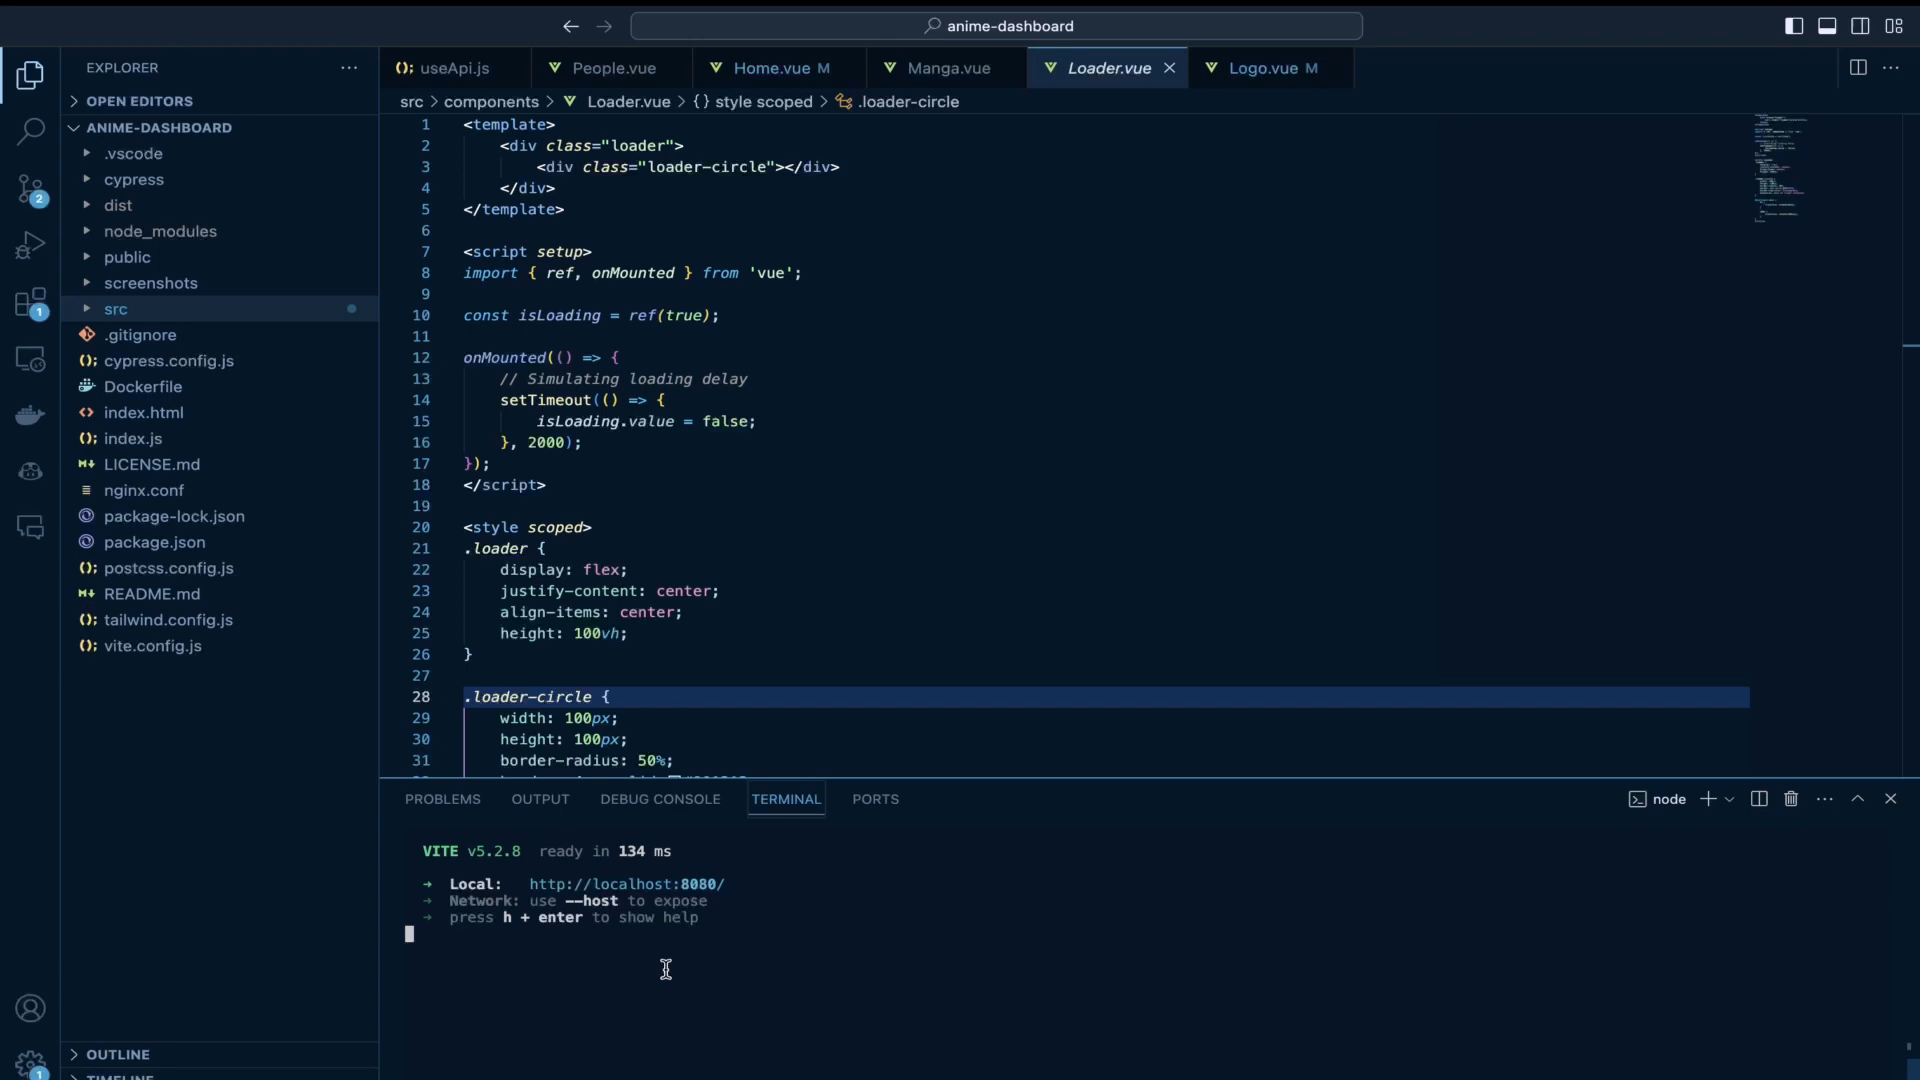 anime-dashboard
EXPLORER
OPEN EDITORS
ANIME-DASHBOARD
.vscode
cypress
dist
node_modules
public
screenshots
src
.gitignore
cypress.config.js
Dockerfile
index.html
index.js
LICENSE.md
nginx.conf
package-lock.json
package.json
postcss.config.js
README.md
tailwind.config.js
vite.config.js
OUTLINE
TIMELINE
2
1
1
useApi.js
People.vue
Home.vue M
Manga.vue
Loader.vue
Logo.vue M
src > components > Loader.vue > {} style scoped > .loader-circle
1 <template>
2 <div class="loader">
3 <div class="loader-circle"></div>
4 </div>
5 </template>
6
7 <script setup>
8 import { ref, onMounted } from 'vue';
9
10 const isLoading = ref(true);
11
12 onMounted(() => {
13 // Simulating loading delay
14 setTimeout(() => {
15 isLoading.value = false;
16 }, 2000);
17 });
18 </script>
19
20 <style scoped>
21 .loader {
22 display: flex;
23 justify-content: center;
24 align-items: center;
25 height: 100vh;
26 }
27
28 .loader-circle {
29 width: 100px;
30 height: 100px;
31 border-radius: 50%;
PROBLEMS OUTPUT DEBUG CONSOLE TERMINAL PORTS
node
VITE v5.2.8 ready in 134 ms
➜ Local: http://localhost:8080/
➜ Network: use --host to expose
➜ press h + enter to show help